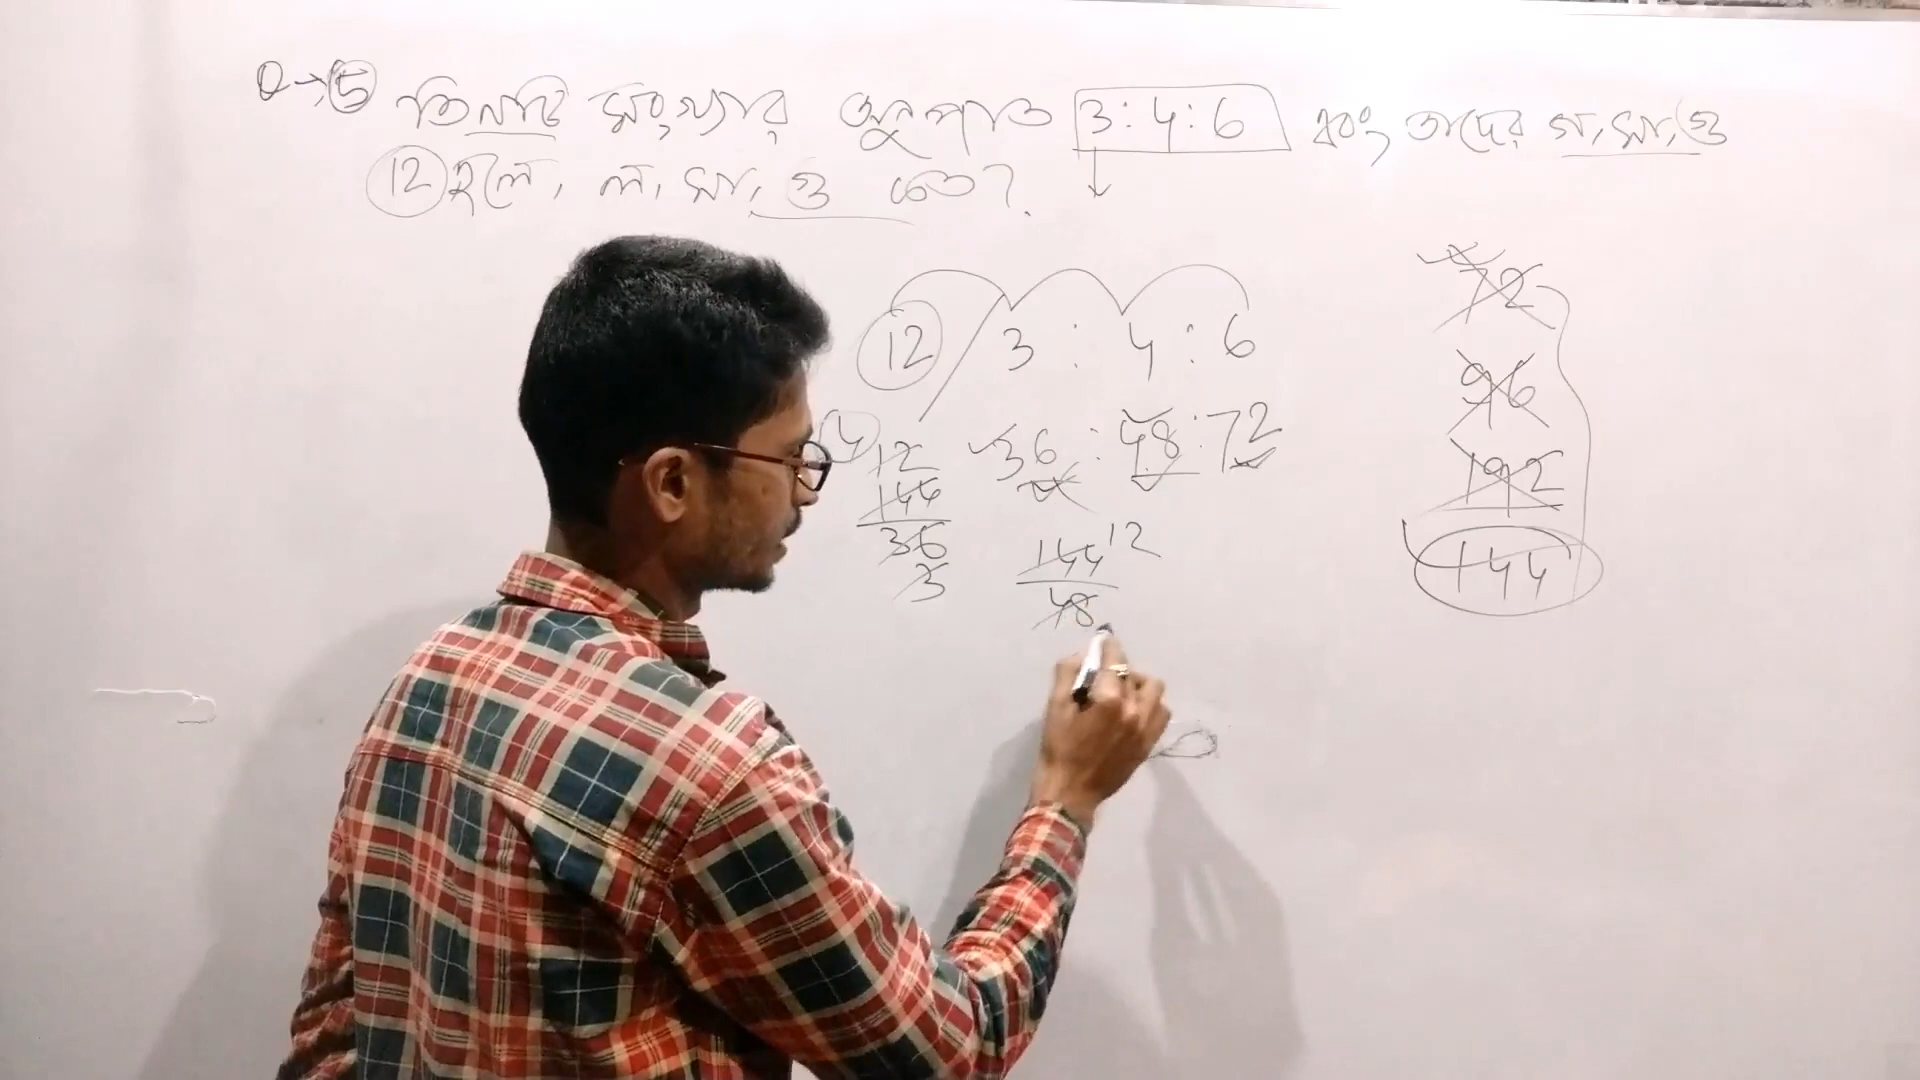 Q→ 5 তিনটি সংখ্যার অনুপাত 3:4:6 এবং তাদের গ,সা,গু
12 হলে, ল,সা,গু কত?
12 3 : 4 : 6
36 : 48 : 72
4
12
144
36
3
144 12
48
72
96
192
144